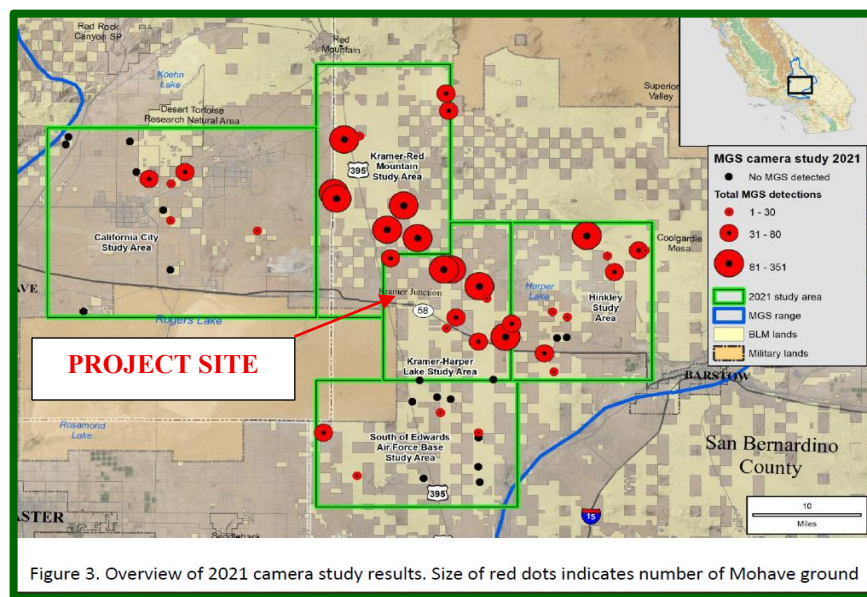 Red Rock
Canyon SP
Koehn
Lake
Red
Mountain
Desert Tortoise
Research Natural Area
Superior
Valley
Kramer-Red
Mountain
Study Area
395
California City
Study Area
Coolgardie
Mesa
Harper
Lake
Hinkley
Study
Area
AVE
Kramer Junction
Rogers Lake
58
PROJECT SITE
Kramer-Harper
Lake Study Area
BARSTOW
Rosamond
Lake
South of Edwards
Air Force Base
Study Area
395
San Bernardino
County
ASTER
15
MGS camera study 2021
No MGS detected
Total MGS detections
1 - 30
31 - 80
81 - 351
2021 study area
MGS range
BLM lands
Military lands
10
Miles
Figure 3. Overview of 2021 camera study results. Size of red dots indicates number of Mohave ground